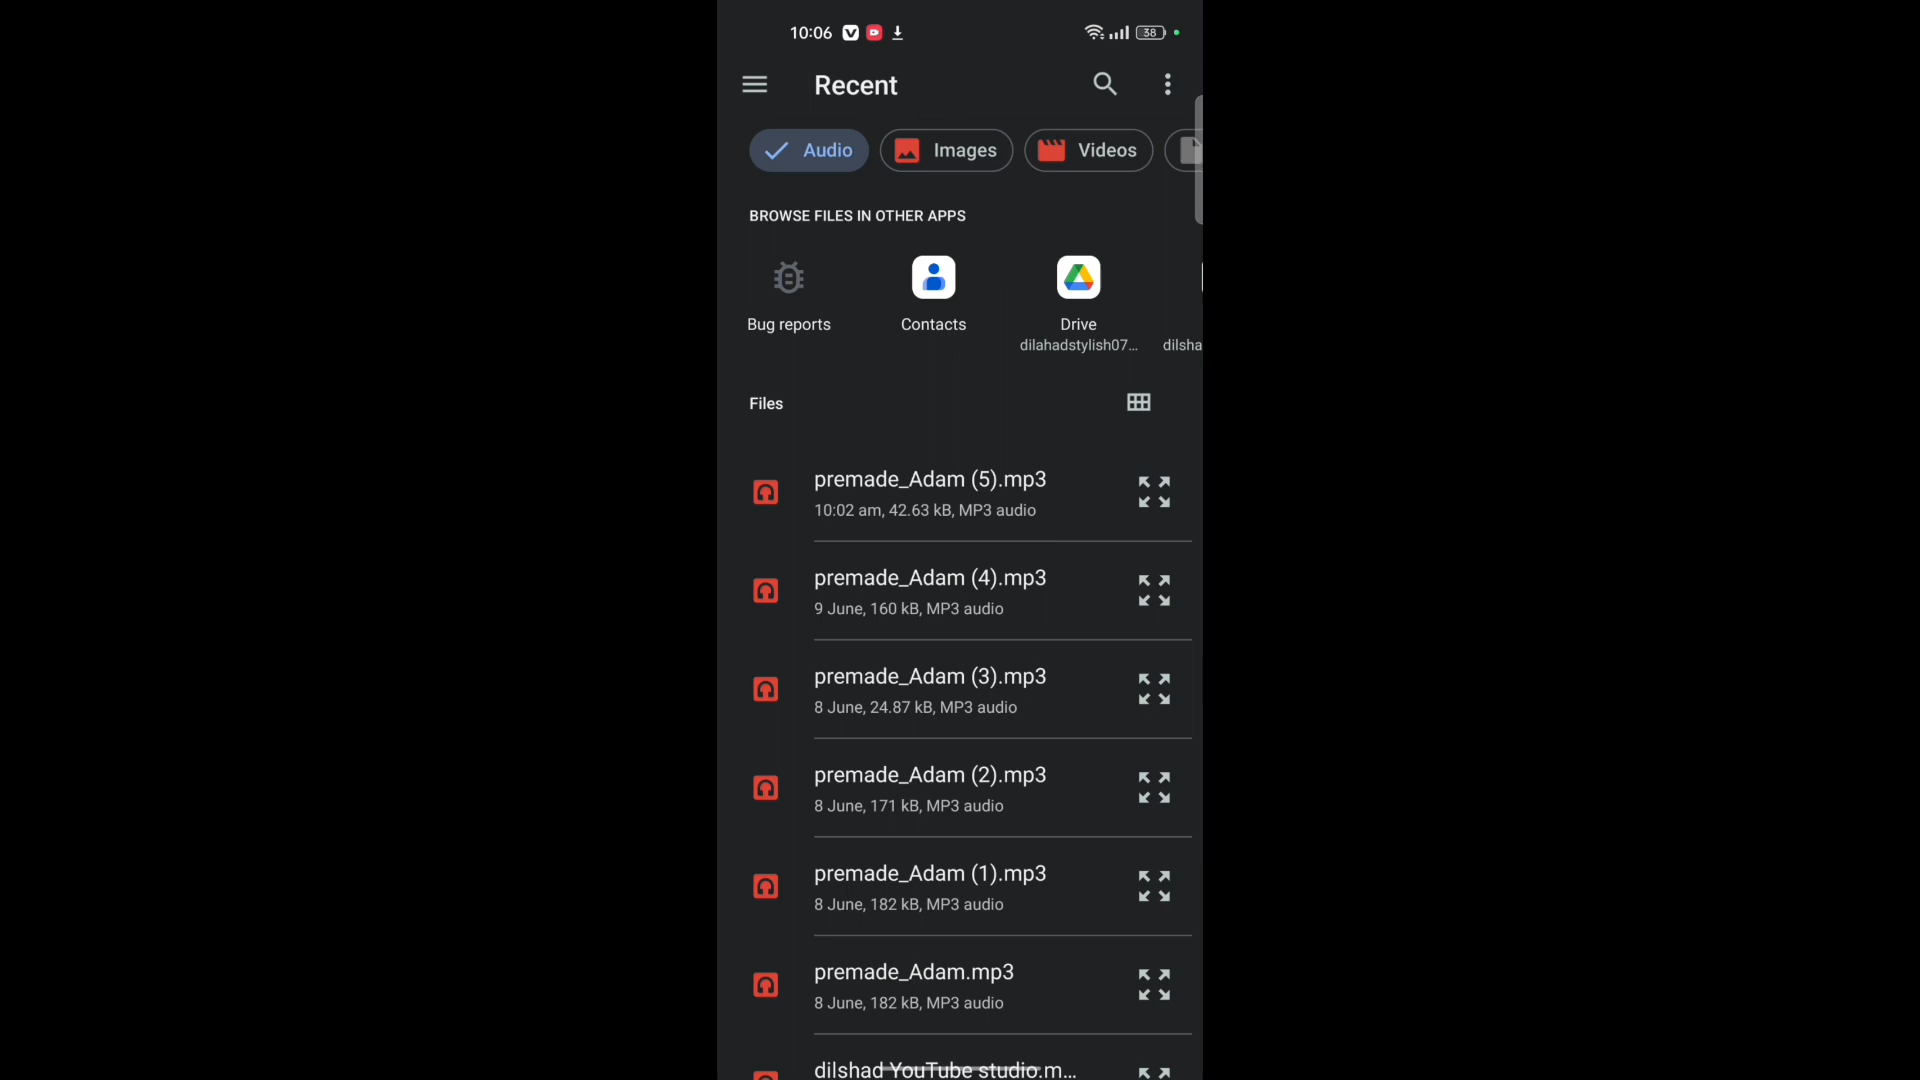 10:06
38
Recent
Audio
Images
Videos
BROWSE FILES IN OTHER APPS
Bug reports
Contacts
Drive
dilahadstylish07...
dilsha
Files
premade_Adam (5).mp3
10:02 am, 42.63 kB, MP3 audio
premade_Adam (4).mp3
9 June, 160 kB, MP3 audio
premade_Adam (3).mp3
8 June, 24.87 kB, MP3 audio
premade_Adam (2).mp3
8 June, 171 kB, MP3 audio
premade_Adam (1).mp3
8 June, 182 kB, MP3 audio
premade_Adam.mp3
8 June, 182 kB, MP3 audio
dilshad YouTube studio.m...